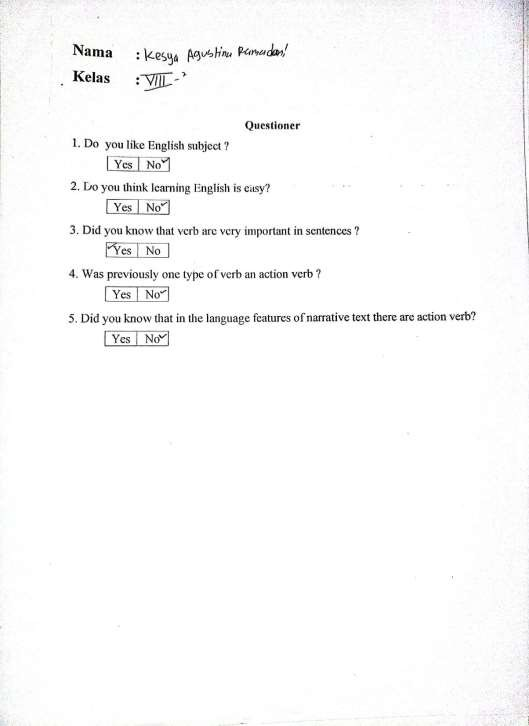 Nama : Kesya Agustina Ramadani
Kelas : VIII - 
Questioner
1. Do you like English subject ?
Yes No✓
2. Do you think learning English is easy?
Yes No✓
3. Did you know that verb are very important in sentences ?
✓Yes No
4. Was previously one type of verb an action verb ?
Yes No✓
5. Did you know that in the language features of narrative text there are action verb?
Yes No✓